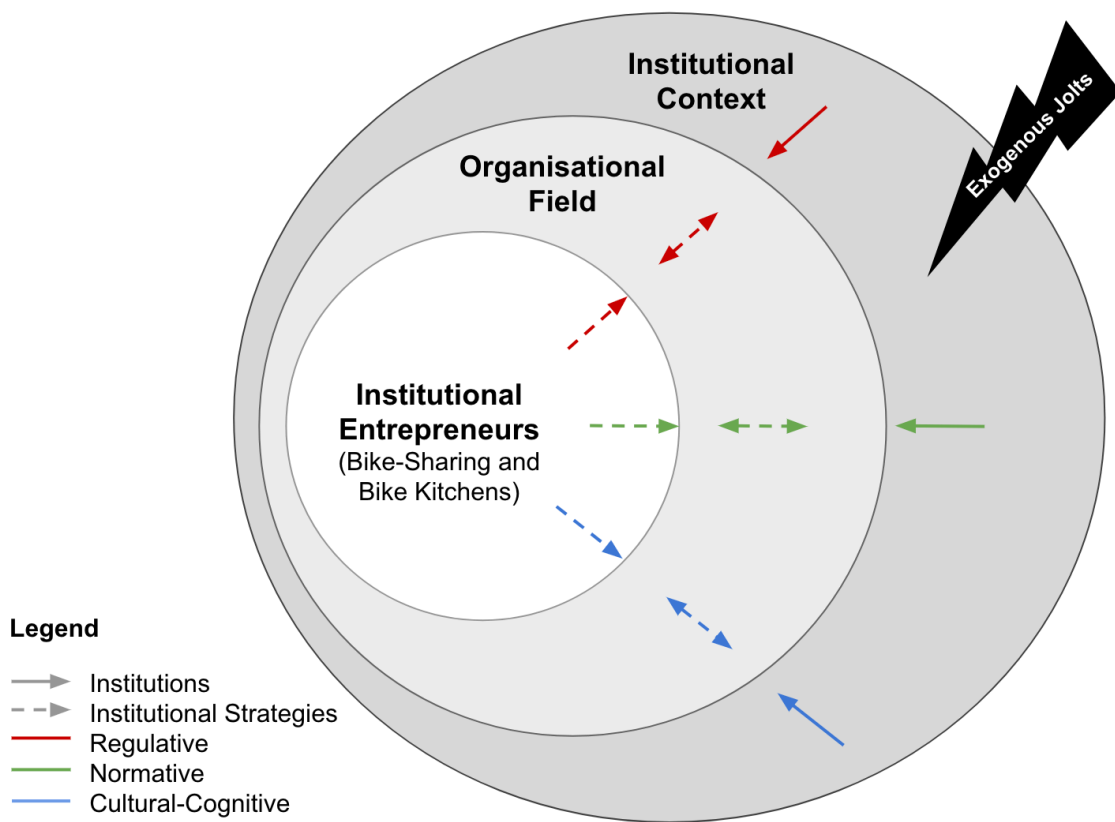 Institutional
Context
Exogenous Jolts
Organisational
Field
Institutional
Entrepreneurs
(Bike-Sharing and
Bike Kitchens)
Legend
Institutions
Institutional Strategies
Regulative
Normative
Cultural-Cognitive